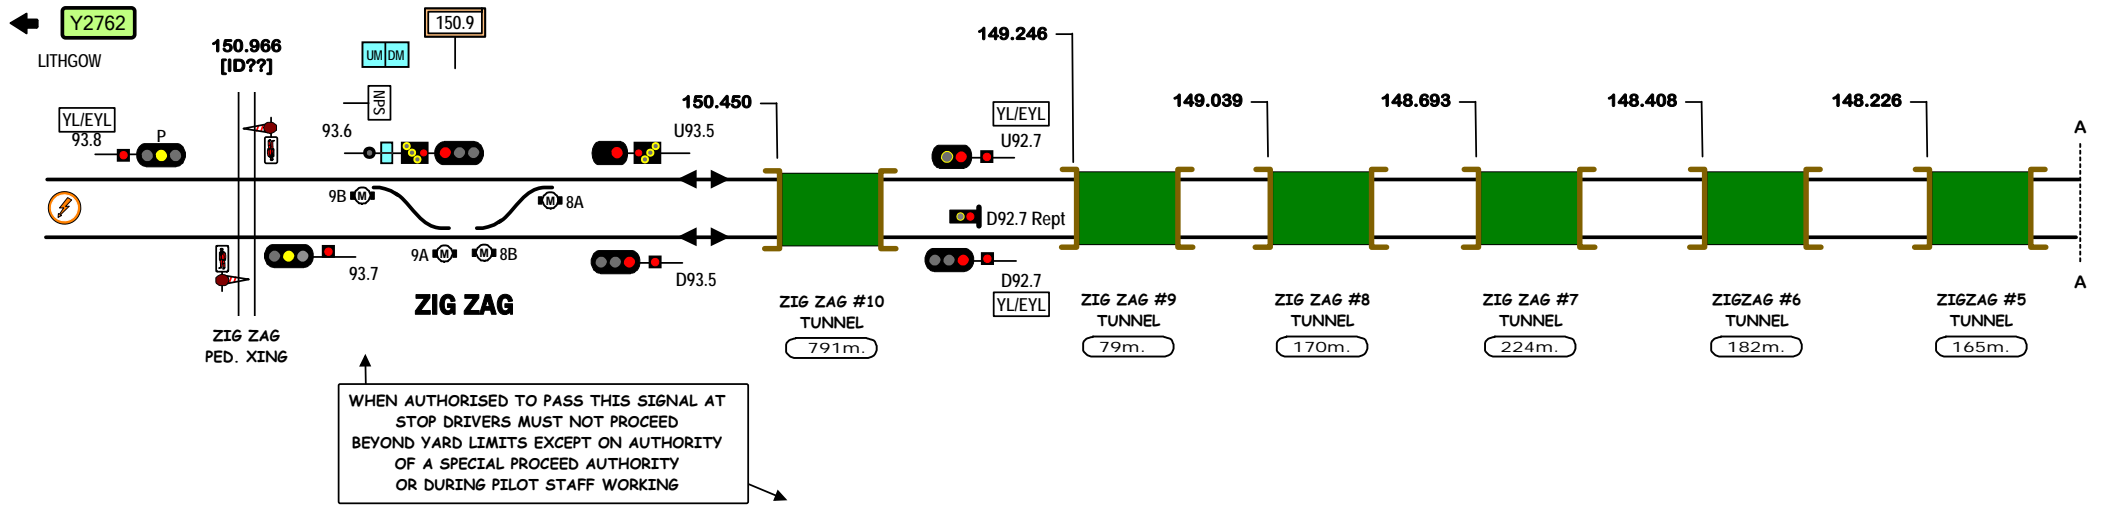 Y2762
LITHGOW
150.966
[ID??]
UM DM
150.9
NPS
YL/EYL
93.8
P
93.6
U93.5
150.450
YL/EYL
U92.7
149.246
149.039
148.693
148.408
148.226
A
9B M
M 8A
9A M
M 8B
D92.7 Rept
93.7
ZIG ZAG
D93.5
D92.7
YL/EYL
A
ZIG ZAG
PED. XING
ZIG ZAG #10
TUNNEL
791m.
ZIG ZAG #9
TUNNEL
79m.
ZIG ZAG #8
TUNNEL
170m.
ZIG ZAG #7
TUNNEL
224m.
ZIGZAG #6
TUNNEL
182m.
ZIGZAG #5
TUNNEL
165m.
WHEN AUTHORISED TO PASS THIS SIGNAL AT
STOP DRIVERS MUST NOT PROCEED
BEYOND YARD LIMITS EXCEPT ON AUTHORITY
OF A SPECIAL PROCEED AUTHORITY
OR DURING PILOT STAFF WORKING